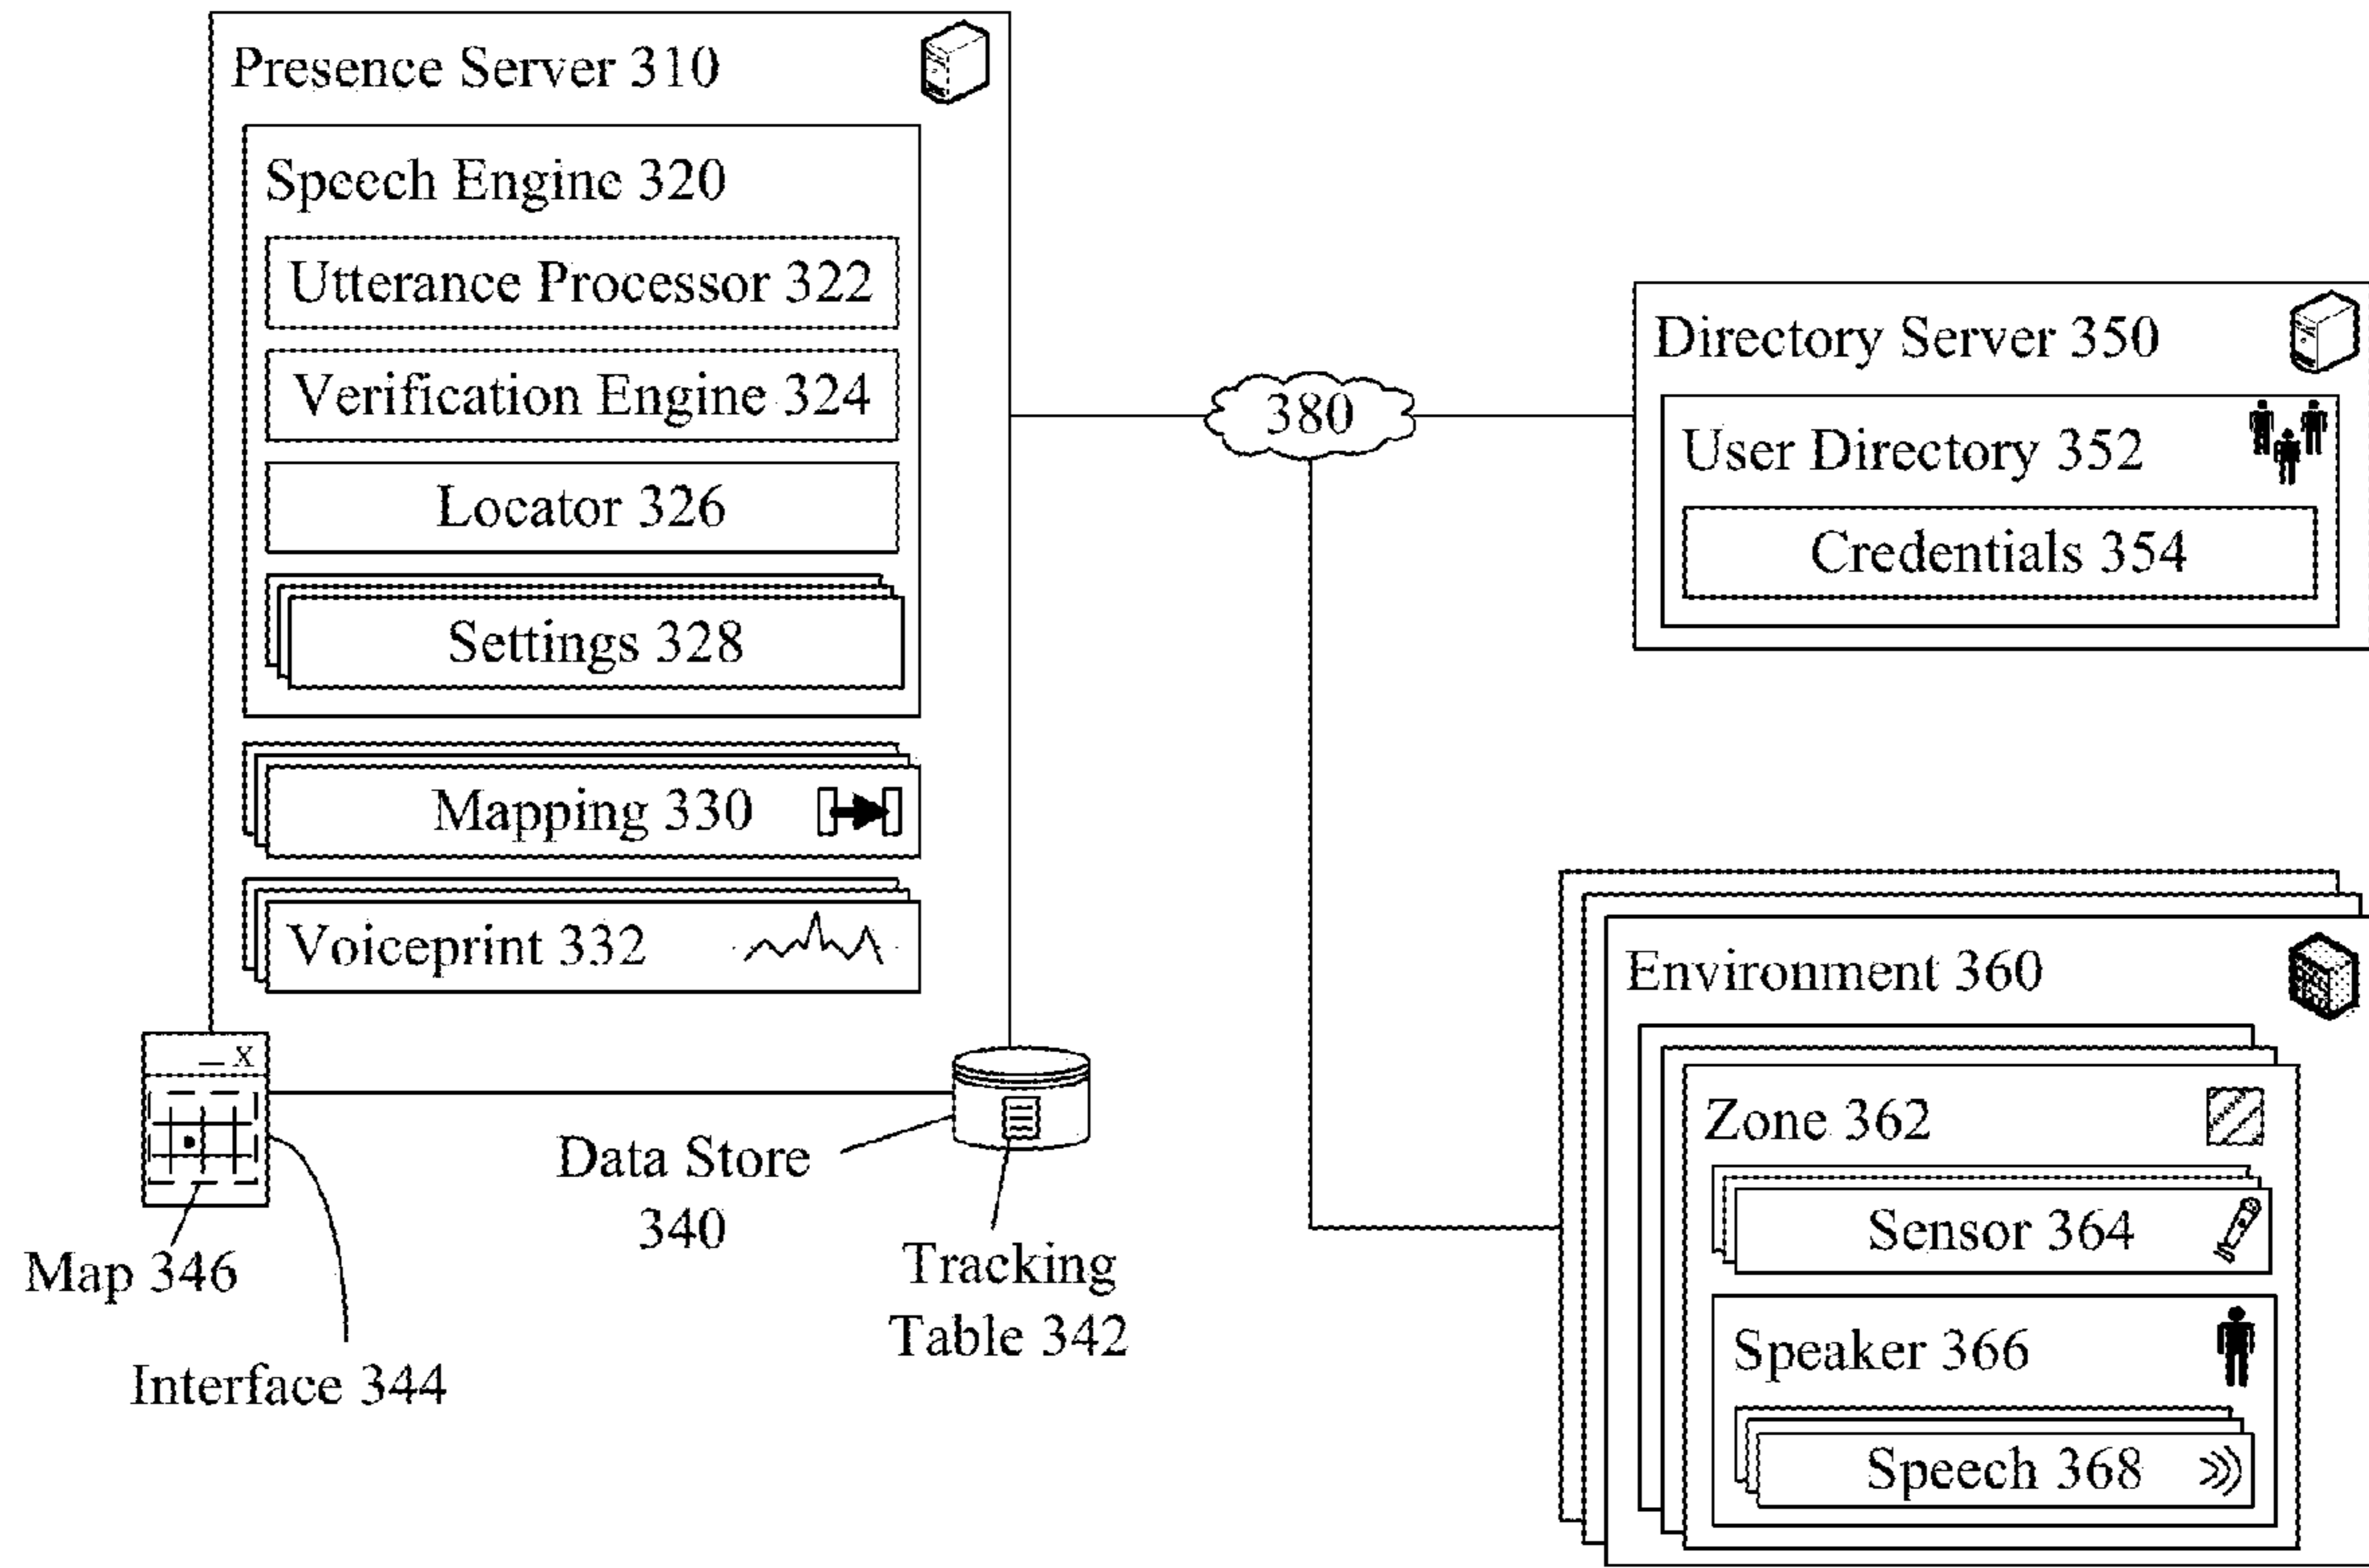 Presence Server 310
Speech Engine 320
Utterance Processor 322
Verification Engine 324
Locator 326
Settings 328
Mapping 330
Voiceprint 332
_ X
Map 346
Interface 344
Data Store
340
Tracking
Table 342
380
Directory Server 350
User Directory 352
Credentials 354
Environment 360
Zone 362
Sensor 364
Speaker 366
Speech 368